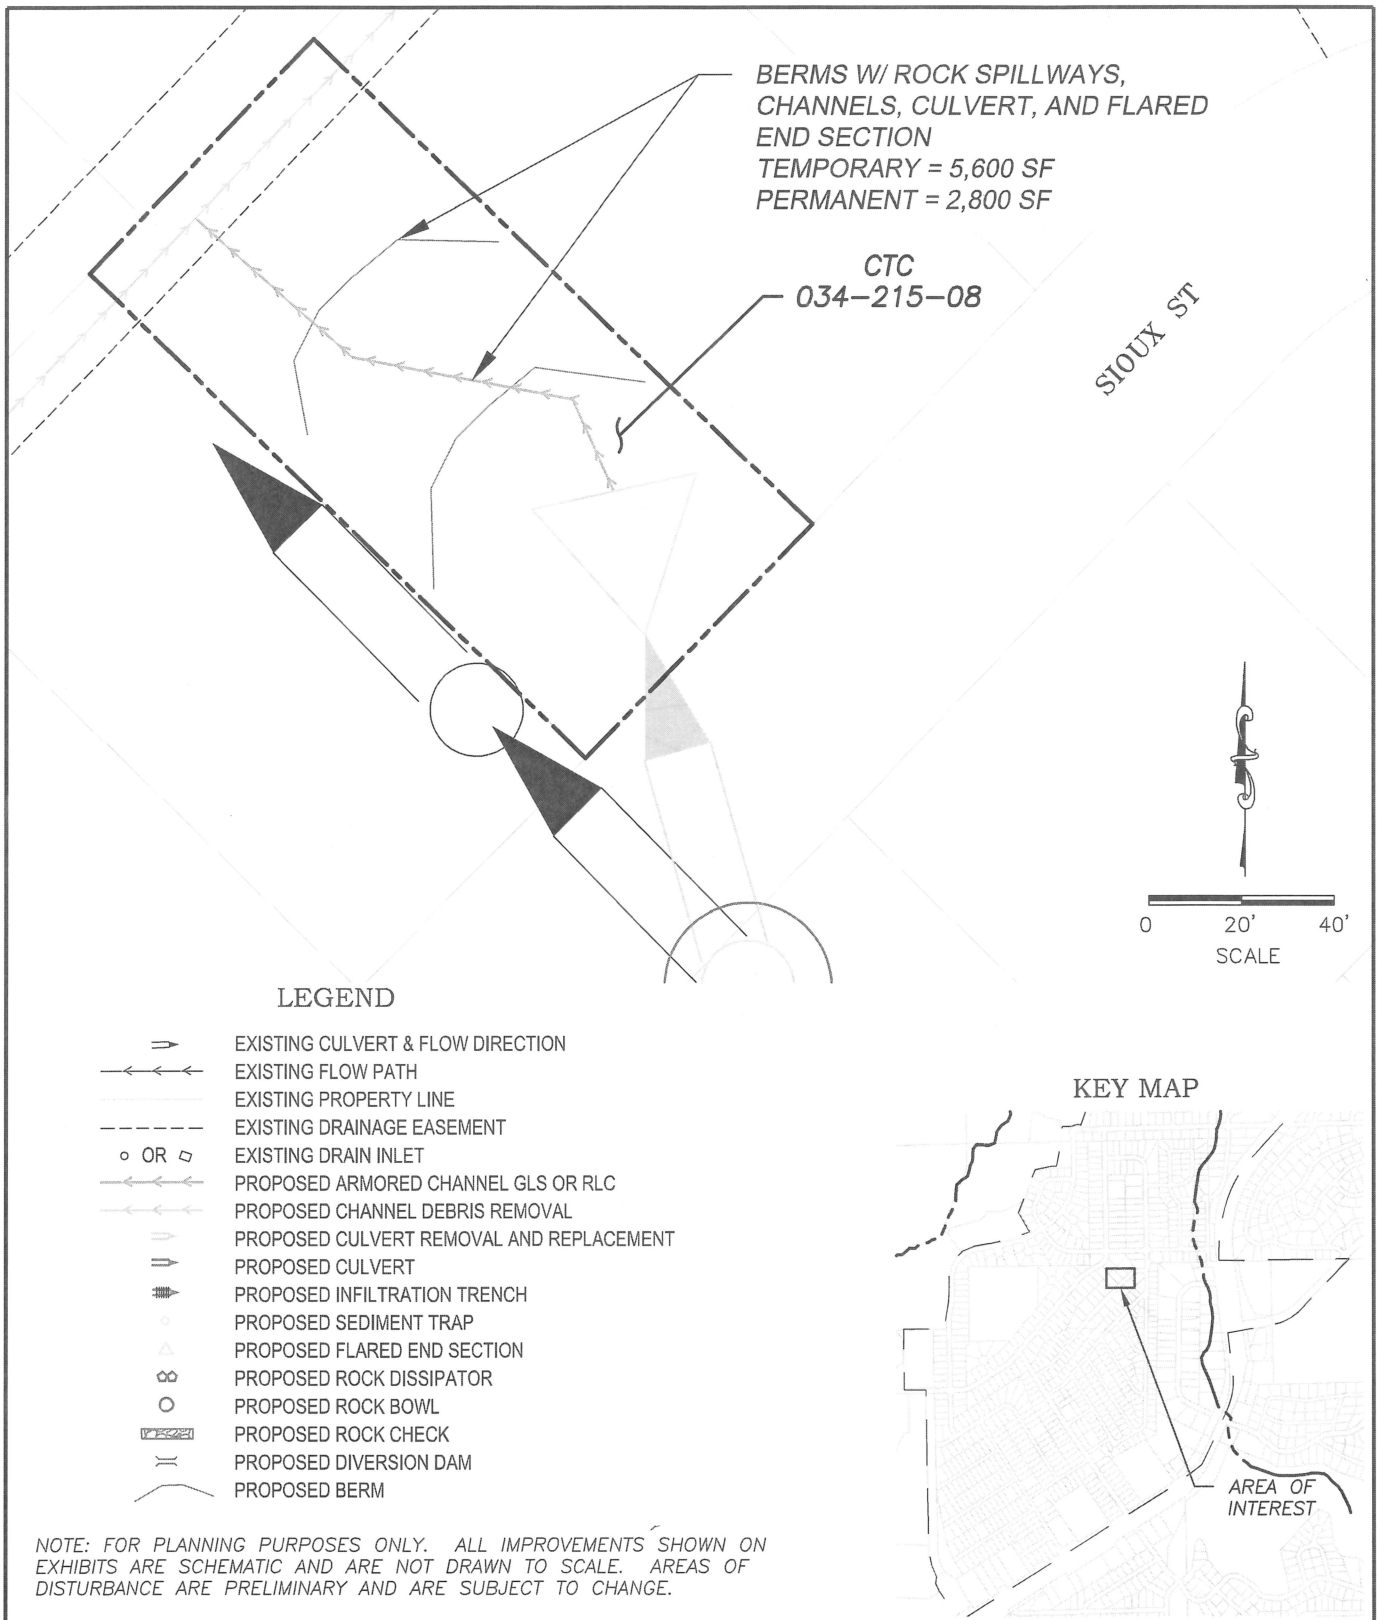 BERMS W/ ROCK SPILLWAYS,
CHANNELS, CULVERT, AND FLARED
END SECTION
TEMPORARY = 5,600 SF
PERMANENT = 2,800 SF
CTC
034-215-08
SIOUX ST
0 20' 40'
SCALE
LEGEND
EXISTING CULVERT & FLOW DIRECTION
EXISTING FLOW PATH
EXISTING PROPERTY LINE
EXISTING DRAINAGE EASEMENT
OR EXISTING DRAIN INLET
PROPOSED ARMORED CHANNEL GLS OR RLC
PROPOSED CHANNEL DEBRIS REMOVAL
PROPOSED CULVERT REMOVAL AND REPLACEMENT
PROPOSED CULVERT
PROPOSED INFILTRATION TRENCH
PROPOSED SEDIMENT TRAP
PROPOSED FLARED END SECTION
PROPOSED ROCK DISSIPATOR
PROPOSED ROCK BOWL
PROPOSED ROCK CHECK
PROPOSED DIVERSION DAM
PROPOSED BERM
KEY MAP
AREA OF
INTEREST
NOTE: FOR PLANNING PURPOSES ONLY. ALL IMPROVEMENTS SHOWN ON
EXHIBITS ARE SCHEMATIC AND ARE NOT DRAWN TO SCALE. AREAS OF
DISTURBANCE ARE PRELIMINARY AND ARE SUBJECT TO CHANGE.